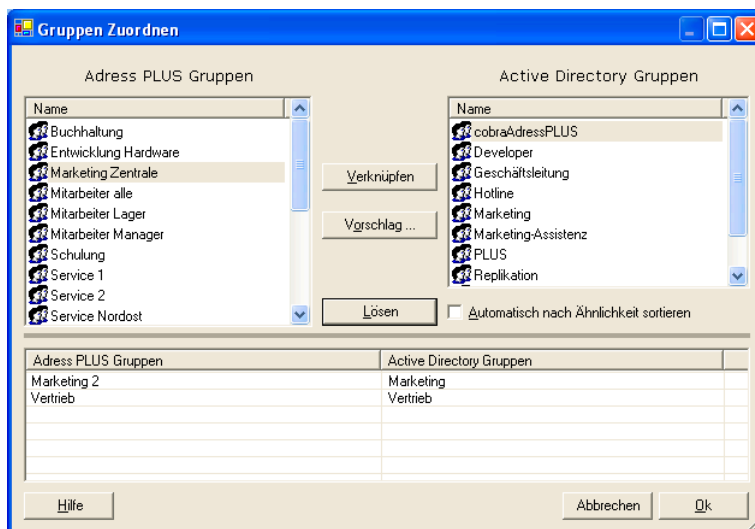 Gruppen Zuordnen
Adress PLUS Gruppen
Name
Buchhaltung
Entwicklung Hardware
Marketing Zentrale
Mitarbeiter alle
Mitarbeiter Lager
Mitarbeiter Manager
Schulung
Service 1
Service 2
Service Nordost
Verknüpfen
Vorschlag ...
Lösen
Active Directory Gruppen
Name
cobraAdressPLUS
Developer
Geschäftsleitung
Hotline
Marketing
Marketing-Assistenz
PLUS
Replikation
Automatisch nach Ähnlichkeit sortieren
Adress PLUS Gruppen Active Directory Gruppen
Marketing 2 Marketing
Vertrieb Vertrieb
Hilfe Abbrechen Ok